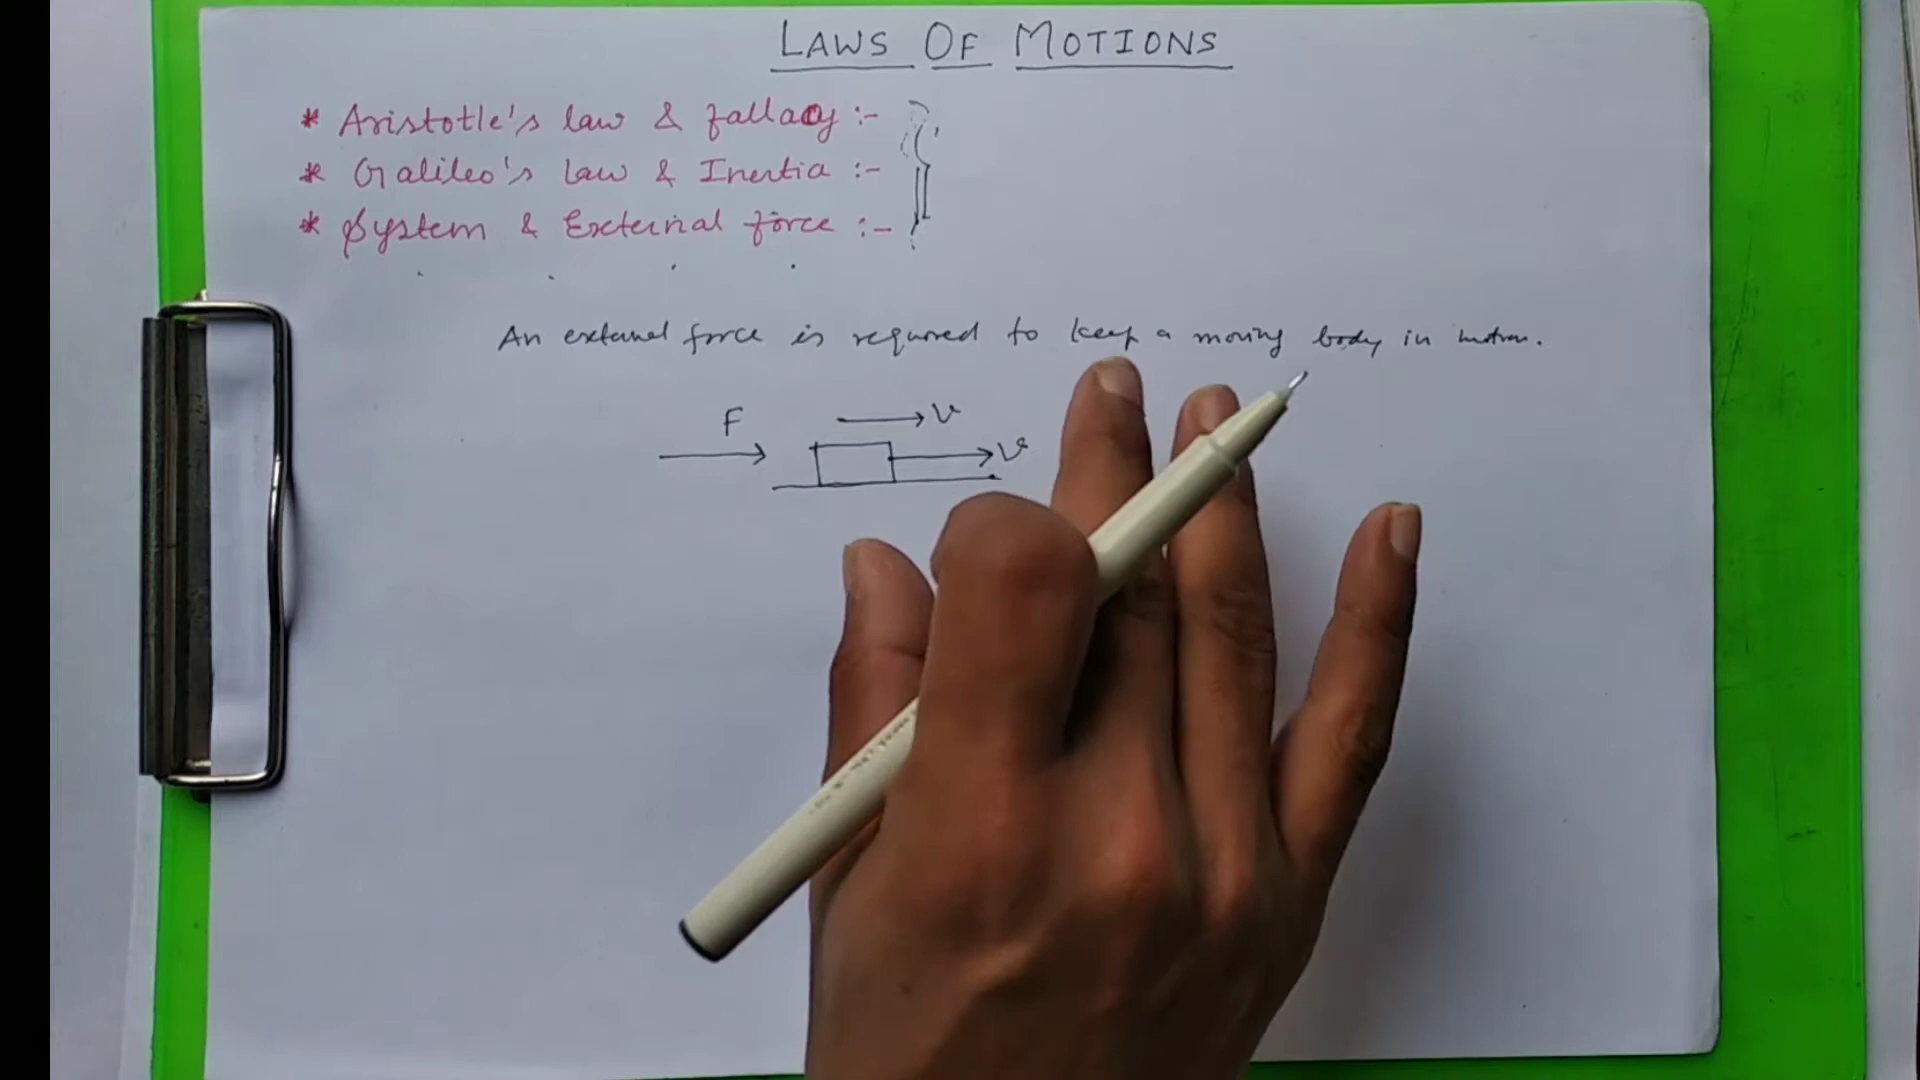 LAWS OF MOTIONS
* Aristotle's law & fallacy :-
* Galileo's law & Inertia :-
* System & External force :-
An external force is required to keep a moving body in motion.
F
v
v